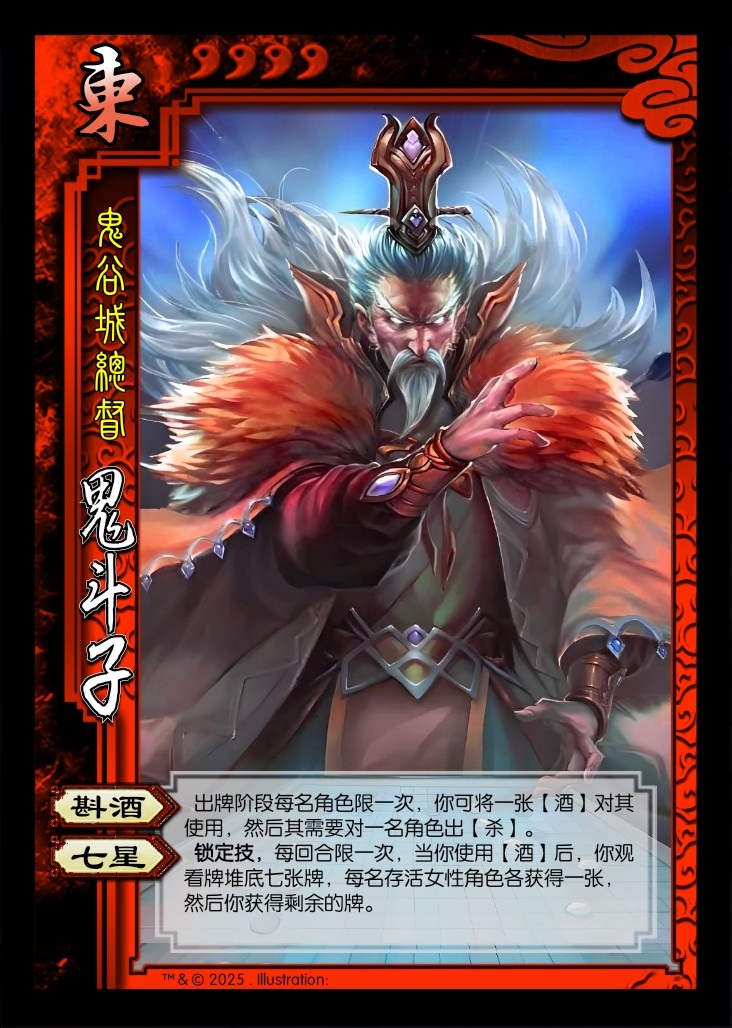 東
鬼谷城總督
鬼斗子
斟酒
出牌阶段每名角色限一次，你可将一张【酒】对其
使用，然后其需要对一名角色出【杀】。
七星
锁定技，每回合限一次，当你使用【酒】后，你观
看牌堆底七张牌，每名存活女性角色各获得一张，
然后你获得剩余的牌。
™ & © 2025 . Illustration: